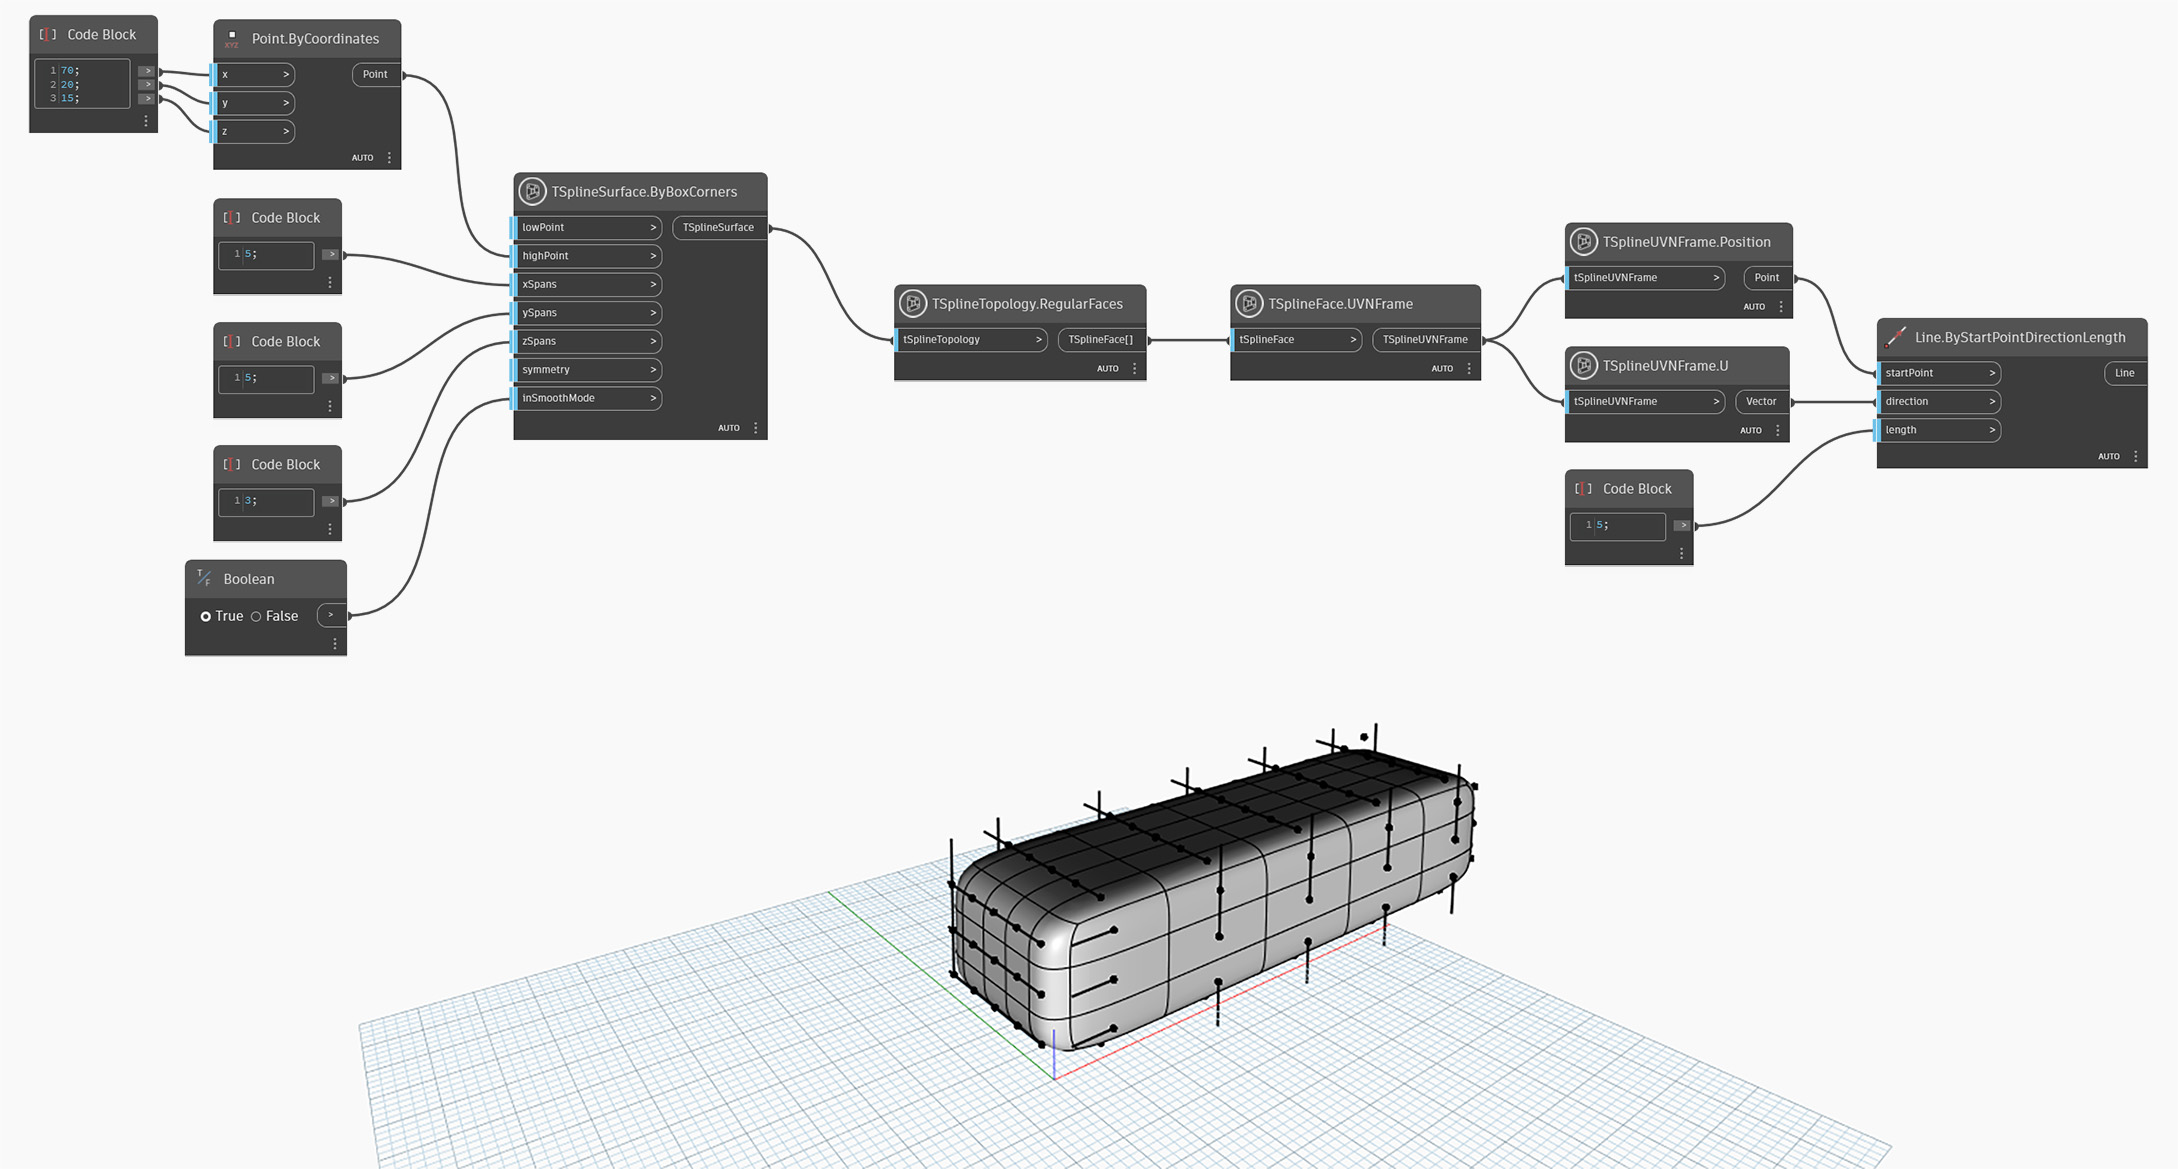 Code Block
1 70;
2 20;
3 15;
>
>
>
XYZ
Point.ByCoordinates
x >
Point
y >
z >
AUTO
Code Block
1 5;
>
Code Block
1 5;
>
Code Block
1 3;
>
T/F
Boolean
True False >
TSplineSurface.ByBoxCorners
lowPoint >
TSplineSurface
highPoint >
xSpans >
ySpans >
zSpans >
symmetry >
inSmoothMode >
AUTO
TSplineTopology.RegularFaces
tSplineTopology >
TSplineFace[]
AUTO
TSplineFace.UVNFrame
tSplineFace >
TSplineUVNFrame
AUTO
TSplineUVNFrame.Position
tSplineUVNFrame >
Point
AUTO
TSplineUVNFrame.U
tSplineUVNFrame >
Vector
AUTO
Code Block
1 5;
>
Line.ByStartPointDirectionLength
startPoint >
Line
direction >
length >
AUTO